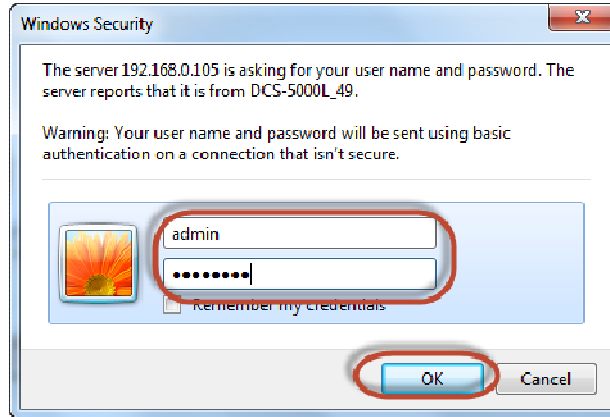 Windows Security
The server 192.168.0.105 is asking for your user name and password. The
server reports that it is from DCS-5000L_49.
Warning: Your user name and password will be sent using basic
authentication on a connection that isn't secure.
admin
••••••••
Remember my credentials
OK
Cancel